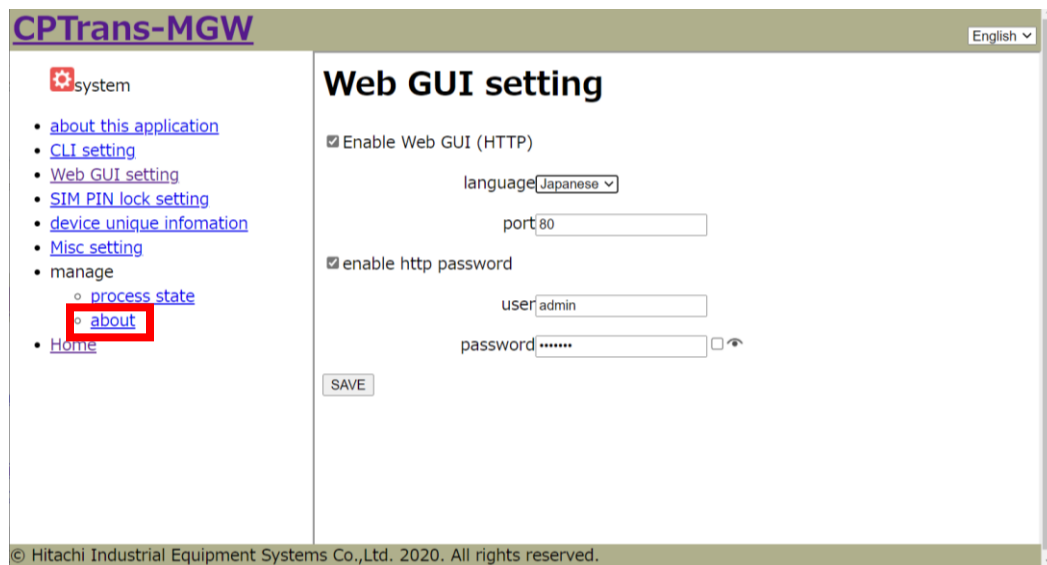 CPTrans-MGW
English
system
about this application
CLI setting
Web GUI setting
SIM PIN lock setting
device unique infomation
Misc setting
manage
process state
about
Home
Web GUI setting
Enable Web GUI (HTTP)
language Japanese
port 80
enable http password
user admin
password •••••••
SAVE
© Hitachi Industrial Equipment Systems Co.,Ltd. 2020. All rights reserved.